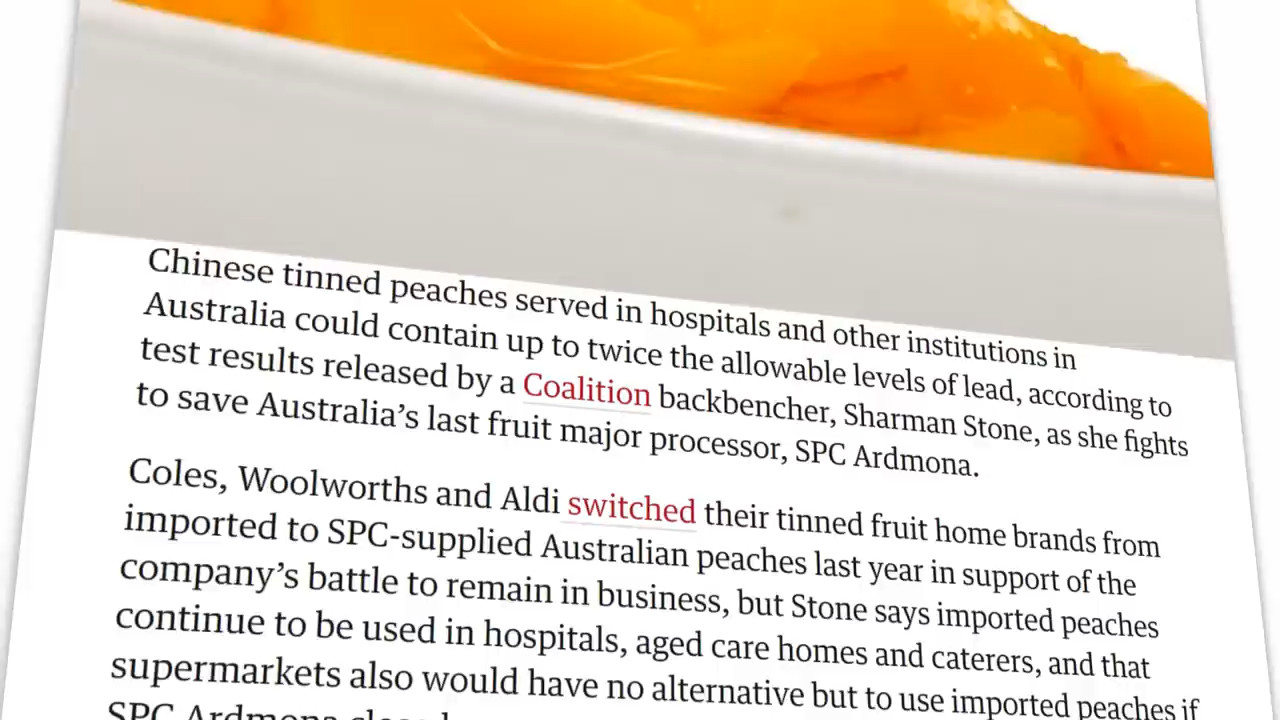 Chinese tinned peaches served in hospitals and other institutions in
Australia could contain up to twice the allowable levels of lead, according to
test results released by a Coalition backbencher, Sharman Stone, as she fights
to save Australia’s last fruit major processor, SPC Ardmona.
Coles, Woolworths and Aldi switched their tinned fruit home brands from
imported to SPC-supplied Australian peaches last year in support of the
company’s battle to remain in business, but Stone says imported peaches
continue to be used in hospitals, aged care homes and caterers, and that
supermarkets also would have no alternative but to use imported peaches if
SPC Ardmona closed